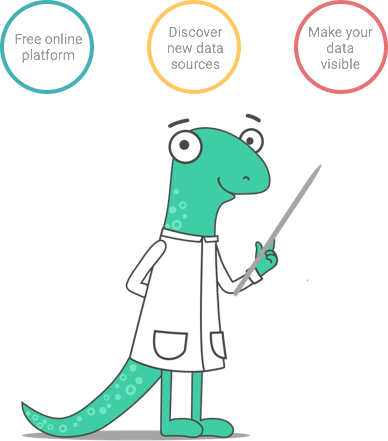 Free online
platform
Discover
new data
sources
Make your
data
visible